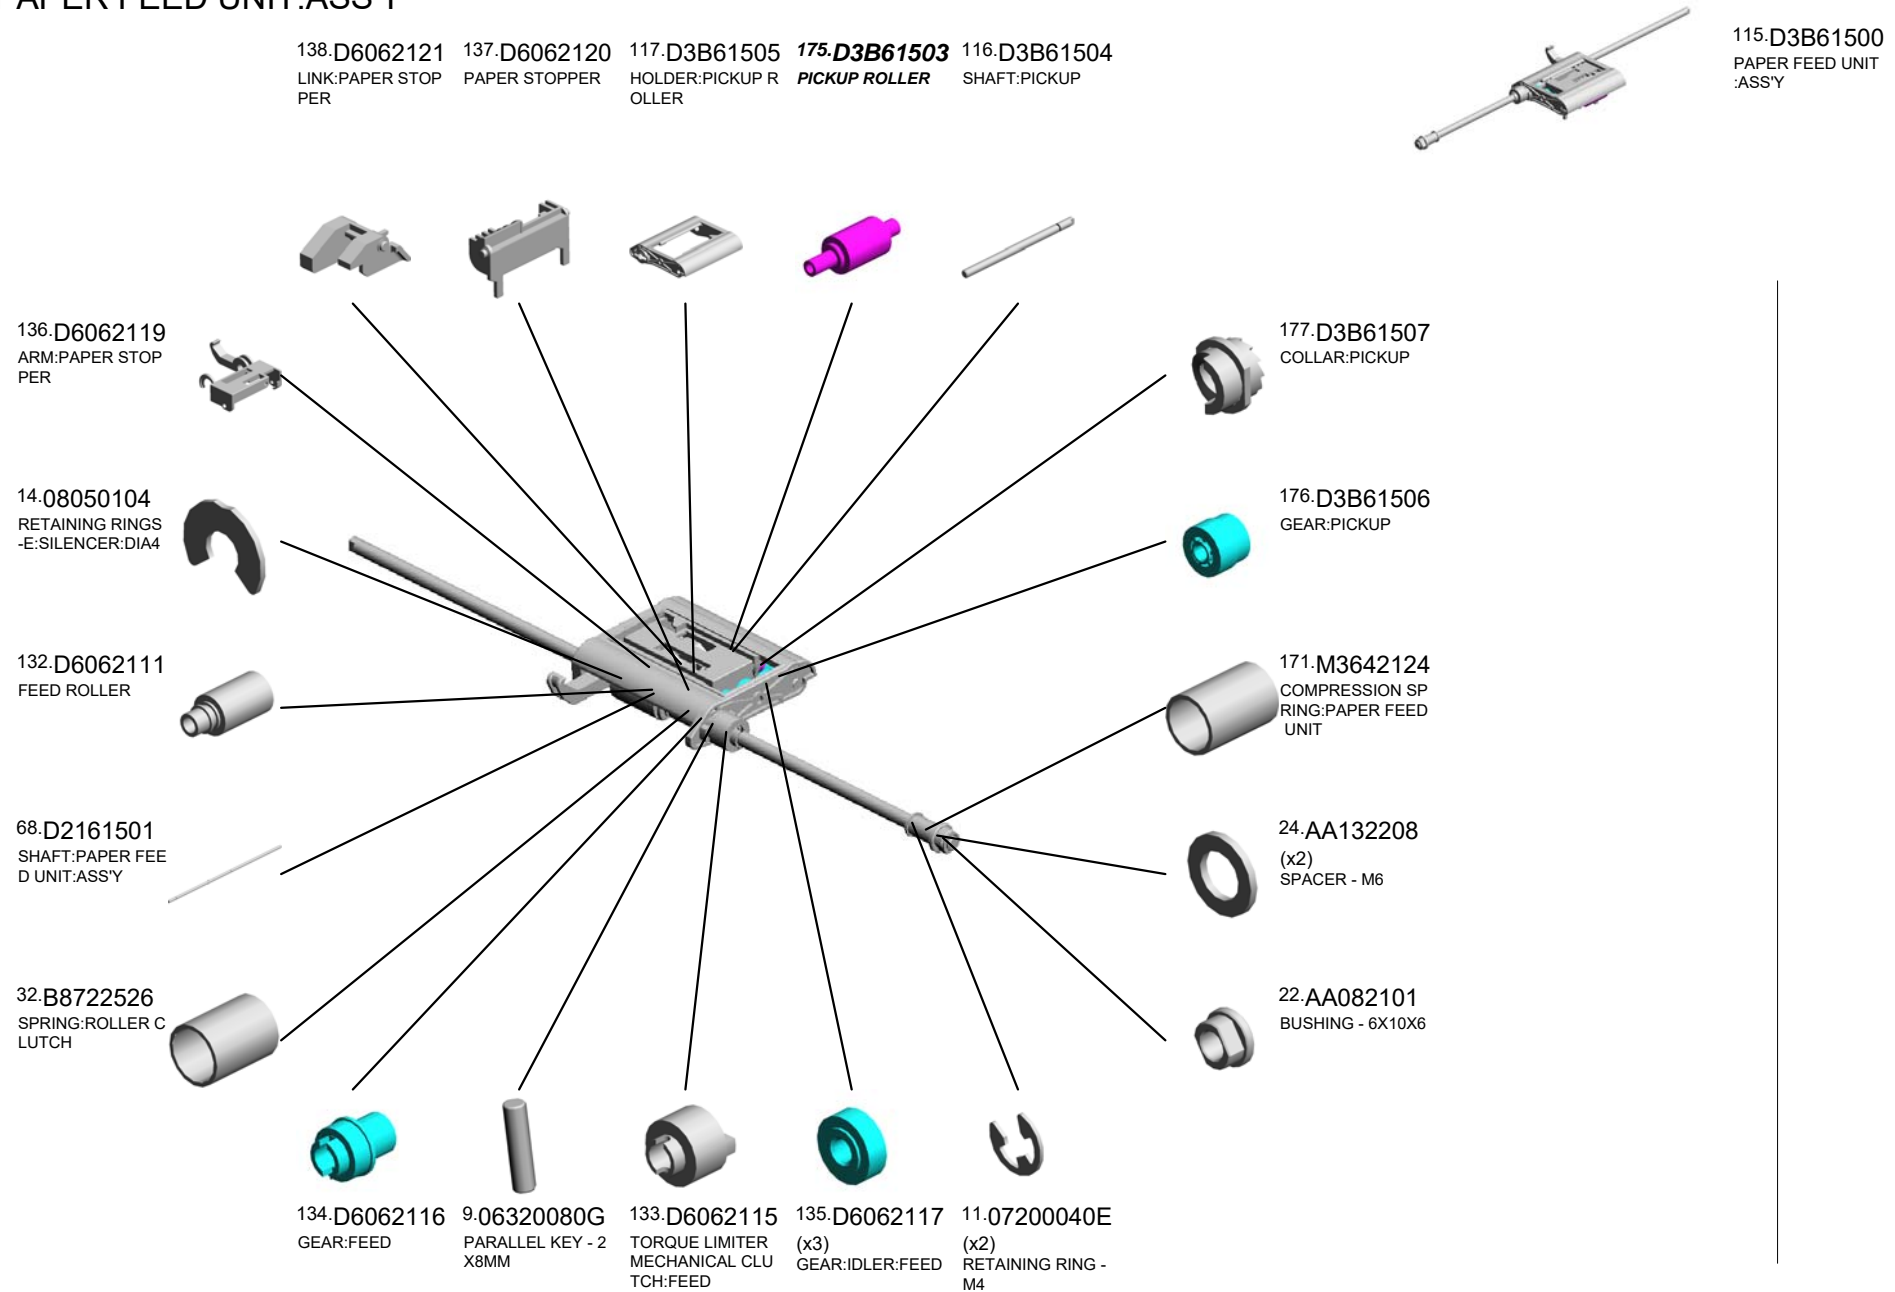 APER FEED UNIT:ASS'Y
138.D6062121
LINK:PAPER STOP
PER
137.D6062120
PAPER STOPPER
117.D3B61505
HOLDER:PICKUP R
OLLER
175.D3B61503
PICKUP ROLLER
116.D3B61504
SHAFT:PICKUP
115.D3B61500
PAPER FEED UNIT
:ASS'Y
136.D6062119
ARM:PAPER STOP
PER
177.D3B61507
COLLAR:PICKUP
14.08050104
RETAINING RINGS
-E:SILENCER:DIA4
176.D3B61506
GEAR:PICKUP
132.D6062111
FEED ROLLER
171.M3642124
COMPRESSION SP
RING:PAPER FEED
UNIT
68.D2161501
SHAFT:PAPER FEE
D UNIT:ASS'Y
24.AA132208
(x2)
SPACER - M6
32.B8722526
SPRING:ROLLER C
LUTCH
22.AA082101
BUSHING - 6X10X6
134.D6062116
GEAR:FEED
9.06320080G
PARALLEL KEY - 2
X8MM
133.D6062115
TORQUE LIMITER
MECHANICAL CLU
TCH:FEED
135.D6062117
(x3)
GEAR:IDLER:FEED
11.07200040E
(x2)
RETAINING RING -
M4